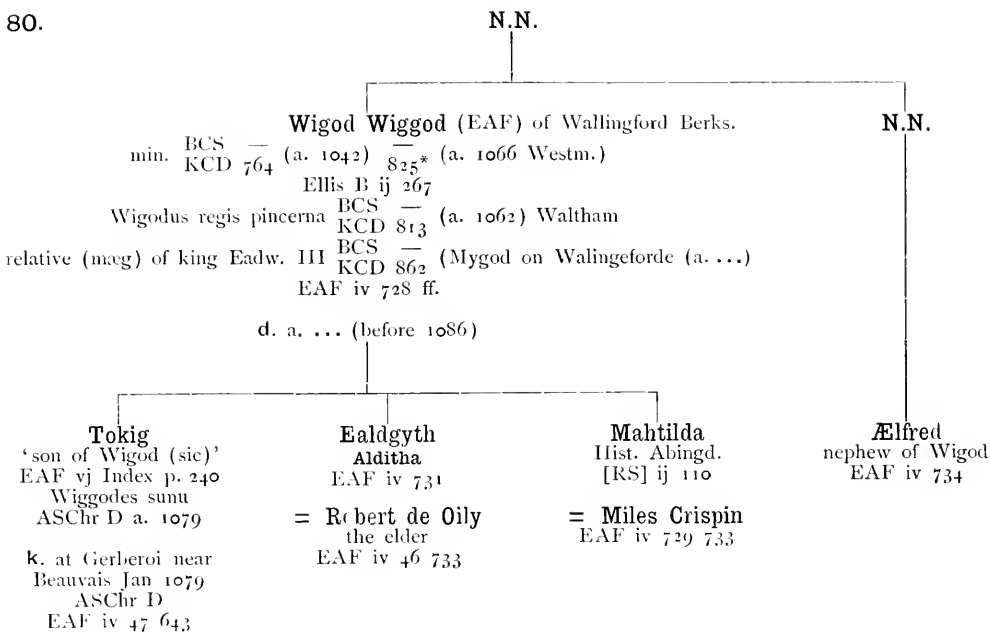 80.
N.N.
Wigod Wiggod (EAF) of Wallingford Berks.
N.N.
min. BCS — KCD 764 (a. 1042) — 825* (a. 1066 Westm.)
Ellis B ij 267
Wigodus regis pincerna BCS — KCD 813 (a. 1062) Waltham
relative (mæg) of king Eadw. III BCS — KCD 862 (Mygod on Walingeforde (a. ....)
EAF iv 728 ff.
d. a. ... (before 1086)
Tokig
'son of Wigod (sic)'
EAF vj Index p. 240
Wiggodes sunu
ASChr D a. 1079
k. at Gerberoi near
Beauvais Jan 1079
ASChr D
EAF iv 47 643
Ealdgyth
Alditha
EAF iv 731
= Robert de Oily
the elder
EAF iv 46 733
Mahtilda
Hist. Abingd.
[RS] ij 110
= Miles Crispin
EAF iv 729 733
Ælfred
nephew of Wigod
EAF iv 734